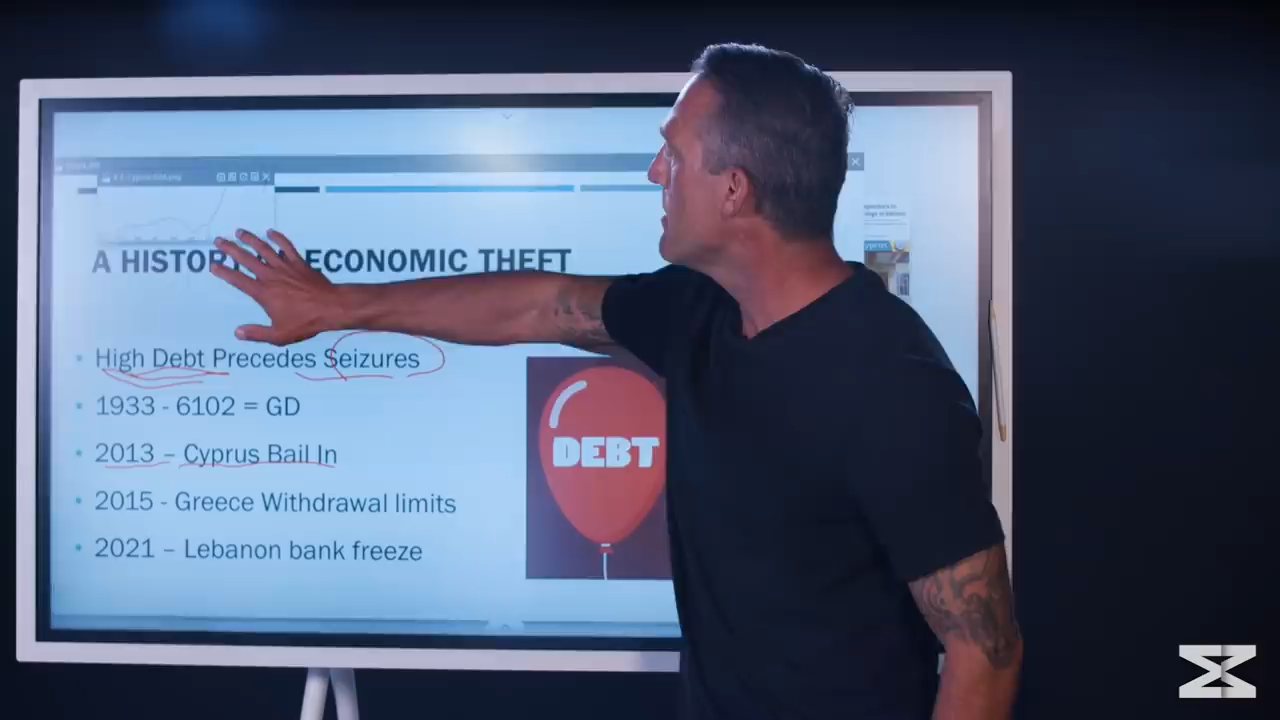 A HISTORY ECONOMIC THEFT
High Debt Precedes Seizures
1933 - 6102 = GD
2013 – Cyprus Bail In
2015 - Greece Withdrawal limits
2021 – Lebanon bank freeze
DEBT